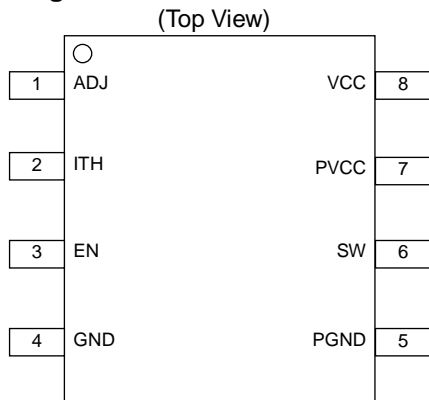 (Top View)
1 ADJ VCC 8
2 ITH PVCC 7
3 EN SW 6
4 GND PGND 5